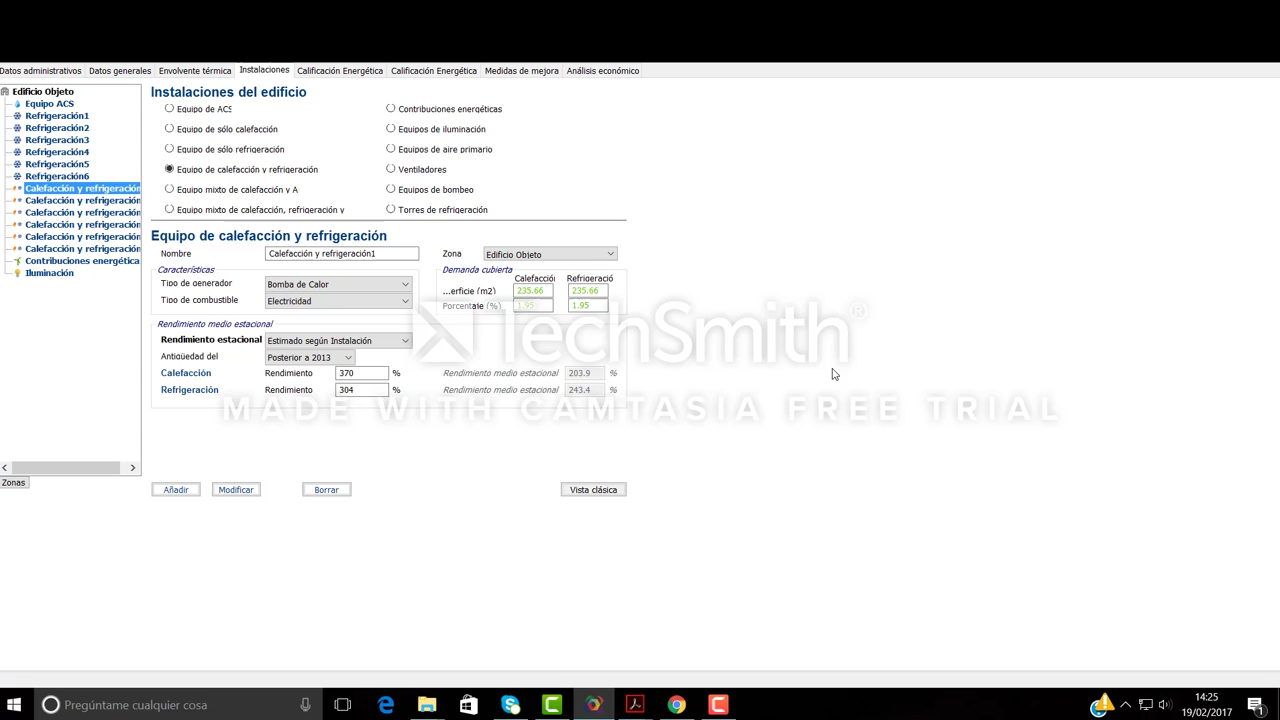 Datos administrativos Datos generales Envolvente térmica Instalaciones Calificación Energética Calificación Energética Medidas de mejora Análisis económico
Edificio Objeto
Equipo ACS
Refrigeración1
Refrigeración2
Refrigeración3
Refrigeración4
Refrigeración5
Refrigeración6
Calefacción y refrigeración
Calefacción y refrigeración
Calefacción y refrigeración
Calefacción y refrigeración
Calefacción y refrigeración
Calefacción y refrigeración
Contribuciones energética
Iluminación
Zonas
Instalaciones del edificio
Equipo de ACS Contribuciones energéticas
Equipo de sólo calefacción Equipos de iluminación
Equipo de sólo refrigeración Equipos de aire primario
Equipo de calefacción y refrigeración Ventiladores
Equipo mixto de calefacción y A Equipos de bombeo
Equipo mixto de calefacción, refrigeración y Torres de refrigeración
Equipo de calefacción y refrigeración
Nombre Calefacción y refrigeración1 Zona Edificio Objeto
Características
Tipo de generador Bomba de Calor
Tipo de combustible Electricidad
Demanda cubierta
Calefacción Refrigeració
...erficie (m2) 235.66 235.66
Porcentaje (%) 1.95 1.95
Rendimiento medio estacional
Rendimiento estacional Estimado según Instalación
Antigüedad del Posterior a 2013
Calefacción Rendimiento 370 % Rendimiento medio estacional 203.9 %
Refrigeración Rendimiento 304 % Rendimiento medio estacional 243.4 %
Añadir Modificar Borrar Vista clásica
TechSmith®
MADE WITH CAMTASIA FREE TRIAL
Pregúntame cualquier cosa
14:25
19/02/2017
1